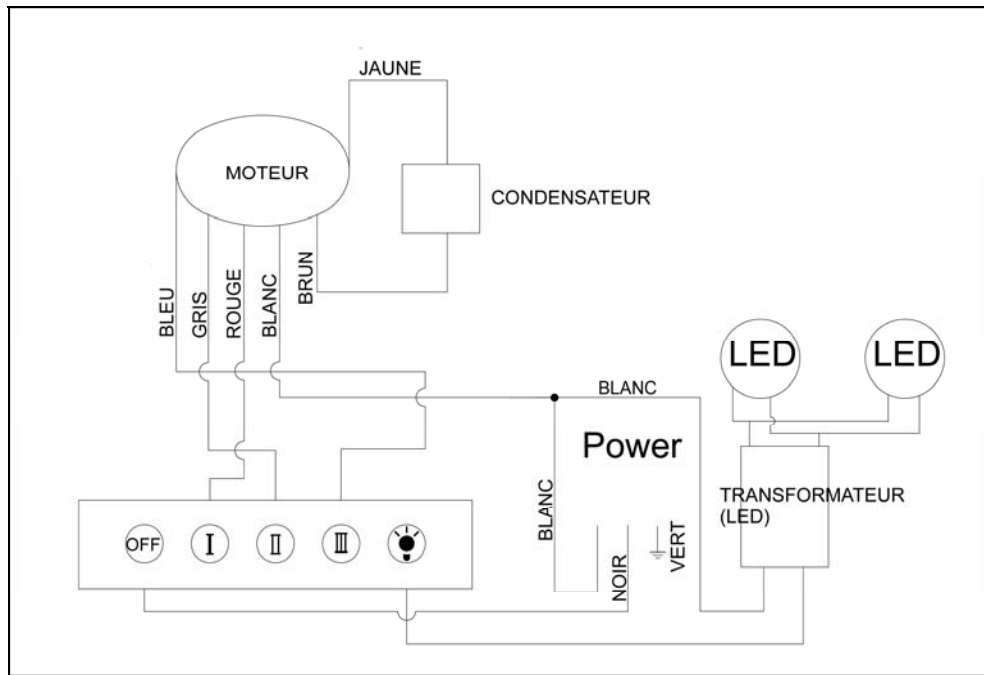 JAUNE
MOTEUR
CONDENSATEUR
BLEU
GRIS
ROUGE
BLANC
BRUN
LED
LED
BLANC
Power
TRANSFORMATEUR
(LED)
BLANC
NOIR
VERT
OFF
I
II
III